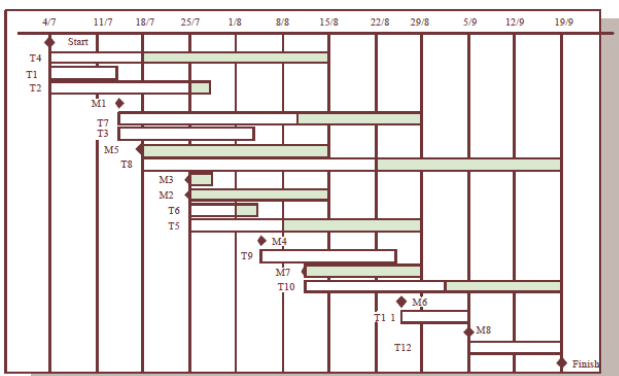 4/7 11/7 18/7 25/7 1/8 8/8 15/8 22/8 29/8 5/9 12/9 19/9
Start
T4
T1
T2
M1
T7
T3
M5
T8
M3
M2
T6
T5
M4
T9
M7
T10
M6
T1 1
M8
T12
Finish